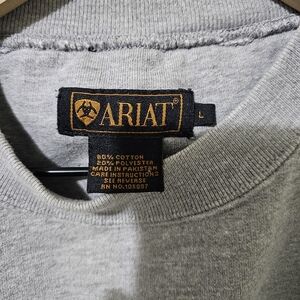 ARIAT®
L
80% COTTON
20% POLYESTER
MADE IN PAKISTAN
CARE INSTRUCTIONS
SEE REVERSE